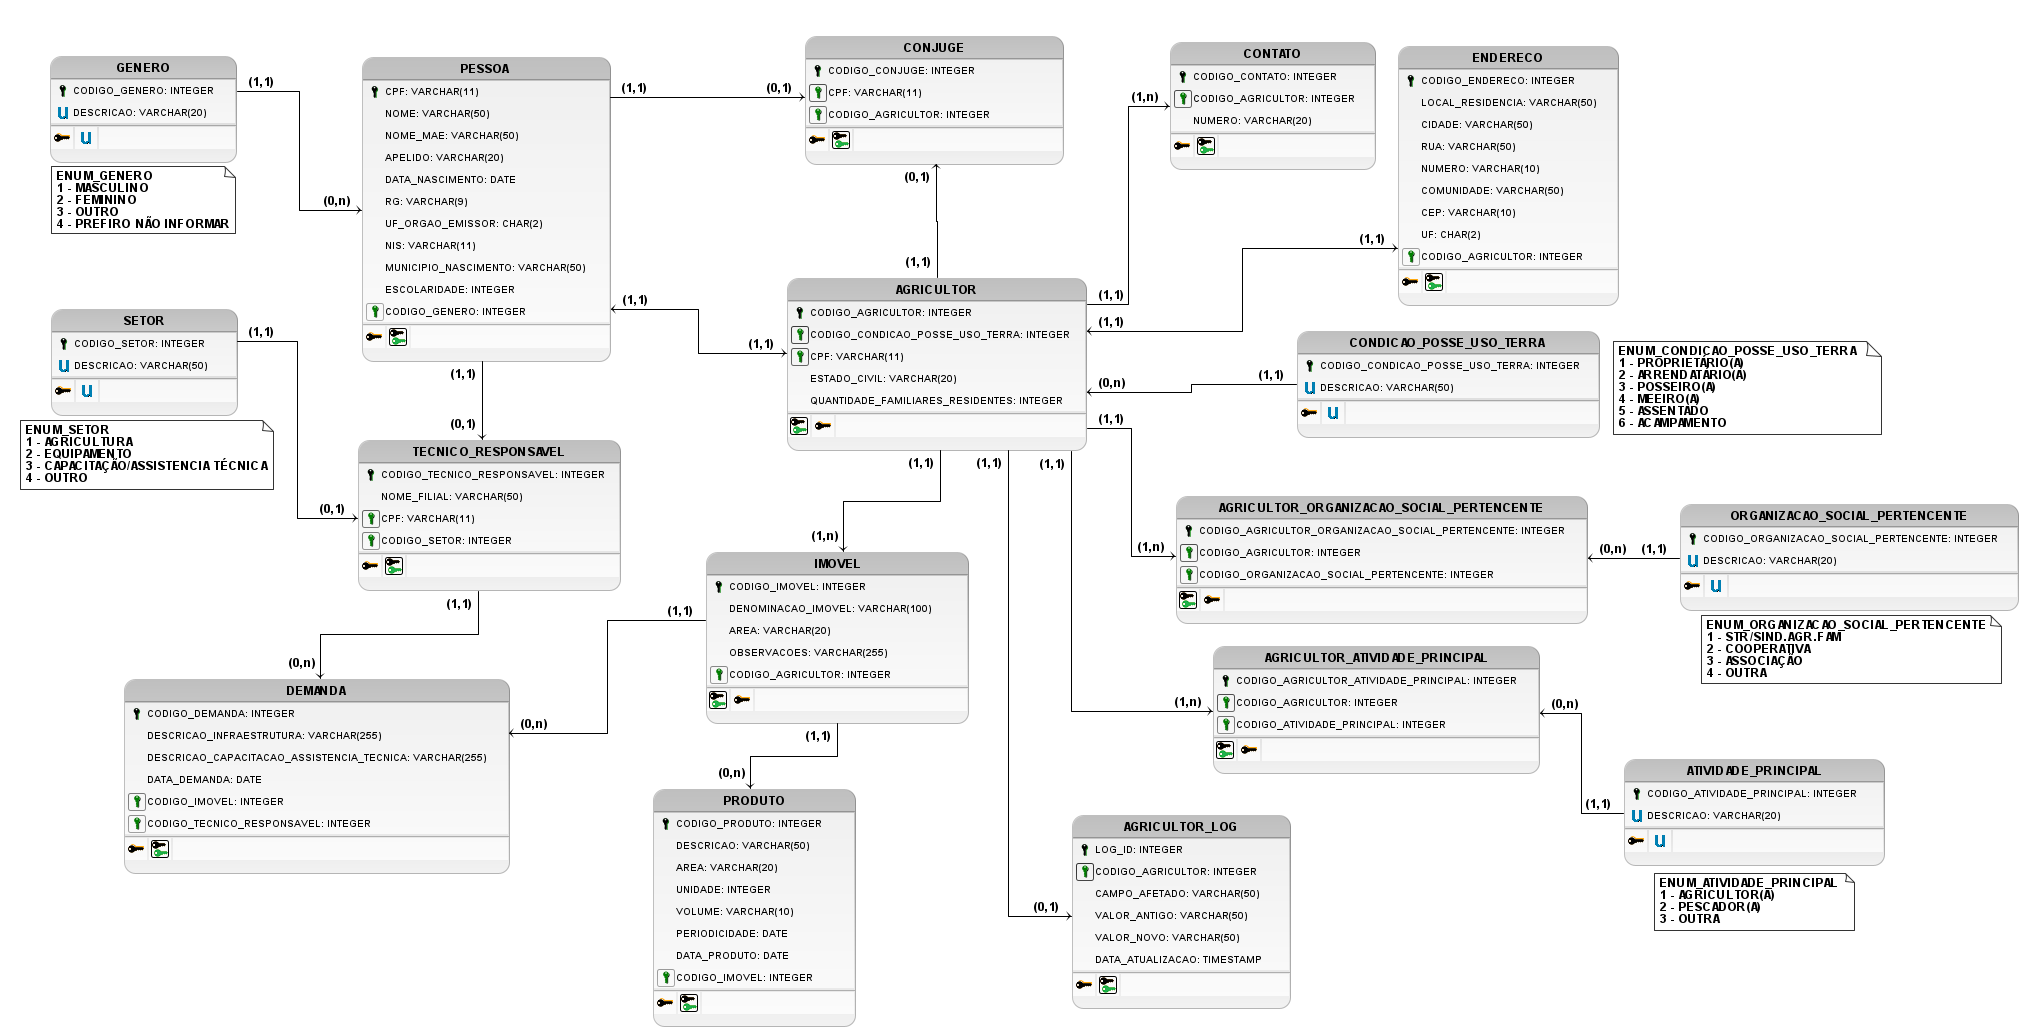 GENERO
CODIGO_GENERO: INTEGER
DESCRICAO: VARCHAR(20)
ENUM_GENERO
1 - MASCULINO
2 - FEMININO
3 - OUTRO
4 - PREFIRO NÃO INFORMAR
(1,1)
(0,n)
PESSOA
CPF: VARCHAR(11)
NOME: VARCHAR(50)
NOME_MAE: VARCHAR(50)
APELIDO: VARCHAR(20)
DATA_NASCIMENTO: DATE
RG: VARCHAR(9)
UF_ORGAO_EMISSOR: CHAR(2)
NIS: VARCHAR(11)
MUNICIPIO_NASCIMENTO: VARCHAR(50)
ESCOLARIDADE: INTEGER
CODIGO_GENERO: INTEGER
(1,1)
(0,1)
CONJUGE
CODIGO_CONJUGE: INTEGER
CPF: VARCHAR(11)
CODIGO_AGRICULTOR: INTEGER
(0,1)
(1,1)
CONTATO
CODIGO_CONTATO: INTEGER
CODIGO_AGRICULTOR: INTEGER
NUMERO: VARCHAR(20)
(1,n)
(1,1)
ENDERECO
CODIGO_ENDERECO: INTEGER
LOCAL_RESIDENCIA: VARCHAR(50)
CIDADE: VARCHAR(50)
RUA: VARCHAR(50)
NUMERO: VARCHAR(10)
COMUNIDADE: VARCHAR(50)
CEP: VARCHAR(10)
UF: CHAR(2)
CODIGO_AGRICULTOR: INTEGER
(1,1)
(1,1)
(1,1)
(1,1)
AGRICULTOR
CODIGO_AGRICULTOR: INTEGER
CODIGO_CONDICAO_POSSE_USO_TERRA: INTEGER
CPF: VARCHAR(11)
ESTADO_CIVIL: VARCHAR(20)
QUANTIDADE_FAMILIARES_RESIDENTES: INTEGER
(0,n)
(1,1)
CONDICAO_POSSE_USO_TERRA
CODIGO_CONDICAO_POSSE_USO_TERRA: INTEGER
DESCRICAO: VARCHAR(50)
ENUM_CONDICAO_POSSE_USO_TERRA
1 - PROPRIETÁRIO(A)
2 - ARRENDATÁRIO(A)
3 - POSSEIRO(A)
4 - MEEIRO(A)
5 - ASSENTADO
6 - ACAMPAMENTO
SETOR
CODIGO_SETOR: INTEGER
DESCRICAO: VARCHAR(50)
ENUM_SETOR
1 - AGRICULTURA
2 - EQUIPAMENTO
3 - CAPACITAÇÃO/ASSISTENCIA TÉCNICA
4 - OUTRO
(1,1)
(0,1)
(1,1)
(0,1)
TECNICO_RESPONSAVEL
CODIGO_TECNICO_RESPONSAVEL: INTEGER
NOME_FILIAL: VARCHAR(50)
CPF: VARCHAR(11)
CODIGO_SETOR: INTEGER
(1,1)
(0,n)
(1,1)
(1,1)
(1,1)
(1,1)
(1,n)
(1,n)
AGRICULTOR_ORGANIZACAO_SOCIAL_PERTENCENTE
CODIGO_AGRICULTOR_ORGANIZACAO_SOCIAL_PERTENCENTE: INTEGER
CODIGO_AGRICULTOR: INTEGER
CODIGO_ORGANIZACAO_SOCIAL_PERTENCENTE: INTEGER
(0,n)
(1,1)
ORGANIZACAO_SOCIAL_PERTENCENTE
CODIGO_ORGANIZACAO_SOCIAL_PERTENCENTE: INTEGER
DESCRICAO: VARCHAR(20)
ENUM_ORGANIZACAO_SOCIAL_PERTENCENTE
1 - STR/SIND.AGR.FAM
2 - COOPERATIVA
3 - ASSOCIAÇÃO
4 - OUTRA
IMOVEL
CODIGO_IMOVEL: INTEGER
DENOMINACAO_IMOVEL: VARCHAR(100)
AREA: VARCHAR(20)
OBSERVACOES: VARCHAR(255)
CODIGO_AGRICULTOR: INTEGER
(1,1)
(0,n)
DEMANDA
CODIGO_DEMANDA: INTEGER
DESCRICAO_INFRAESTRUTURA: VARCHAR(255)
DESCRICAO_CAPACITACAO_ASSISTENCIA_TECNICA: VARCHAR(255)
DATA_DEMANDA: DATE
CODIGO_IMOVEL: INTEGER
CODIGO_TECNICO_RESPONSAVEL: INTEGER
(1,1)
(0,n)
PRODUTO
CODIGO_PRODUTO: INTEGER
DESCRICAO: VARCHAR(50)
AREA: VARCHAR(20)
UNIDADE: INTEGER
VOLUME: VARCHAR(10)
PERIODICIDADE: DATE
DATA_PRODUTO: DATE
CODIGO_IMOVEL: INTEGER
(1,n)
AGRICULTOR_ATIVIDADE_PRINCIPAL
CODIGO_AGRICULTOR_ATIVIDADE_PRINCIPAL: INTEGER
CODIGO_AGRICULTOR: INTEGER
CODIGO_ATIVIDADE_PRINCIPAL: INTEGER
(0,n)
(1,1)
ATIVIDADE_PRINCIPAL
CODIGO_ATIVIDADE_PRINCIPAL: INTEGER
DESCRICAO: VARCHAR(20)
ENUM_ATIVIDADE_PRINCIPAL
1 - AGRICULTOR(A)
2 - PESCADOR(A)
3 - OUTRA
(0,1)
AGRICULTOR_LOG
LOG_ID: INTEGER
CODIGO_AGRICULTOR: INTEGER
CAMPO_AFETADO: VARCHAR(50)
VALOR_ANTIGO: VARCHAR(50)
VALOR_NOVO: VARCHAR(50)
DATA_ATUALIZACAO: TIMESTAMP